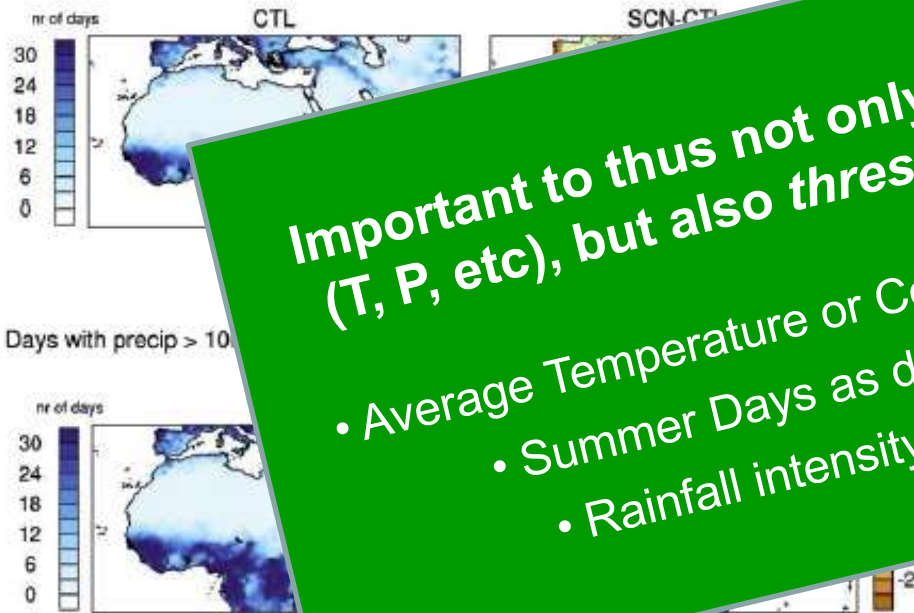 nr of days
CTL
SCN-CTL
30
24
18
12
6
0
Important to thus not only
(T, P, etc), but also
• Average Temperature or
• Summer Days as
• Rainfall intensity
Days with precip > 10
nr of days
30
24
18
12
6
0
-2